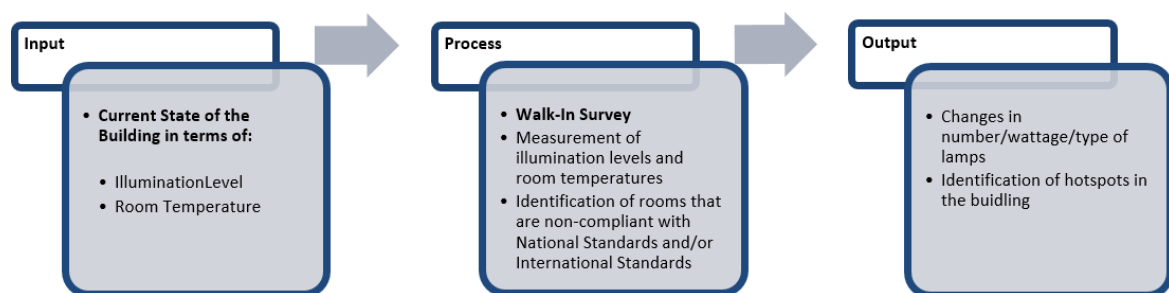 Input
• Current State of the
Building in terms of:
• IlluminationLevel
• Room Temperature
Process
• Walk-In Survey
• Measurement of
illumination levels and
room temperatures
• Identification of rooms that
are non-compliant with
National Standards and/or
International Standards
Output
• Changes in
number/wattage/type of
lamps
• Identification of hotspots in
the buidling